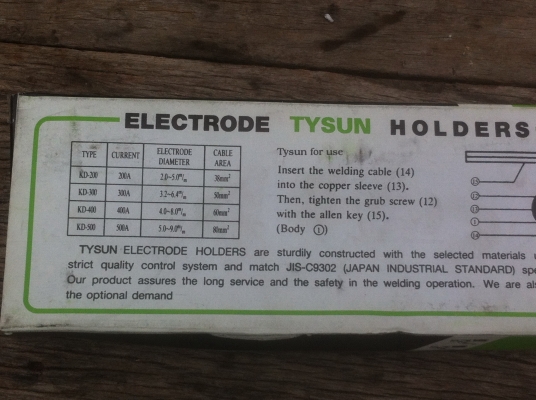 ELECTRODE TYSUN HOLDERS
TYPE CURRENT ELECTRODE DIAMETER CABLE AREA
KD-200 200A 2.0~5.0m/m 38mm²
KD-300 300A 3.2~6.4m/m 50mm²
KD-400 400A 4.0~8.0m/m 60mm²
KD-500 500A 5.0~9.0m/m 80mm²
Tysun for use
Insert the welding cable (14)
into the copper sleeve (13).
Then, tighten the grub screw (12)
with the allen key (15).
(Body ①)
TYSUN ELECTRODE HOLDERS are sturdily constructed with the selected materials
strict quality control system and match JIS-C9302 (JAPAN INDUSTRIAL STANDARD)
Our product assures the long service and the safety in the welding operation. We are
the optional demand